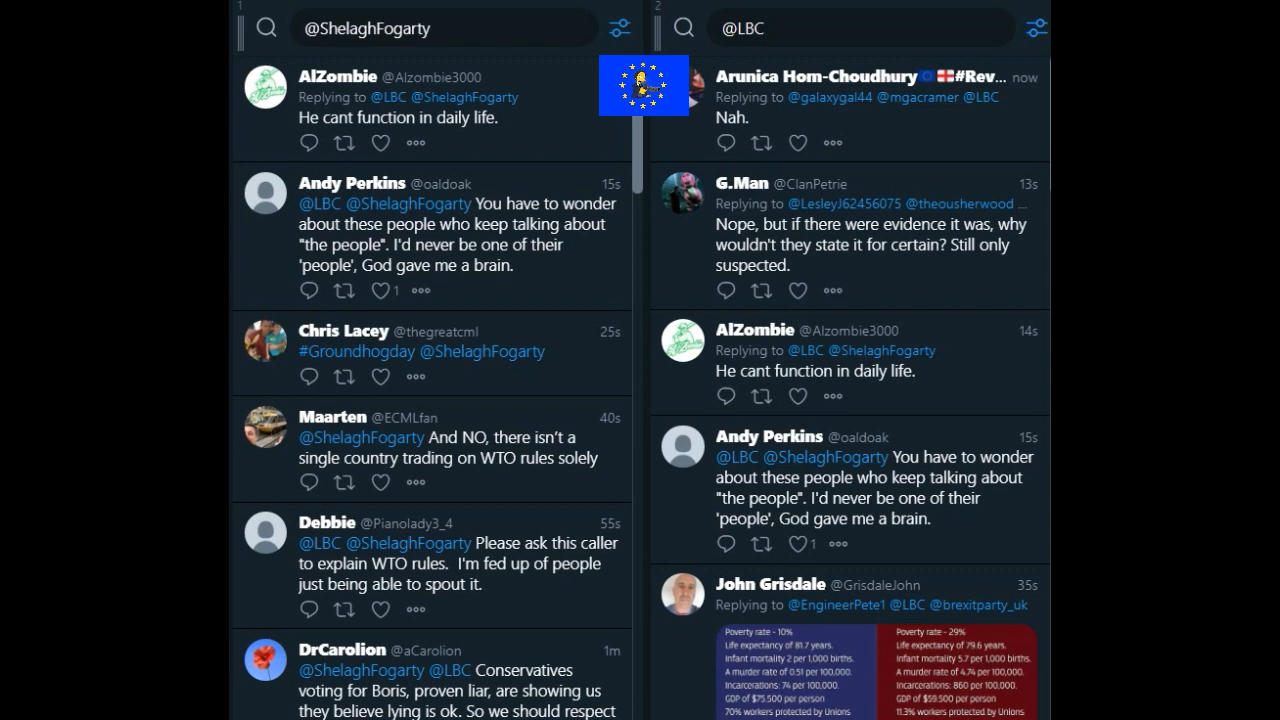 1
@ShelaghFogarty
AlZombie @Alzombie3000
Replying to @LBC @ShelaghFogarty
He cant function in daily life.
Andy Perkins @oaldoak 15s
@LBC @ShelaghFogarty You have to wonder
about these people who keep talking about
"the people". I'd never be one of their
'people', God gave me a brain.
1
Chris Lacey @thegreatcml 25s
#Groundhogday @ShelaghFogarty
Maarten @ECMLfan 40s
@ShelaghFogarty And NO, there isn't a
single country trading on WTO rules solely
Debbie @Pianolady3_4 55s
@LBC @ShelaghFogarty Please ask this caller
to explain WTO rules. I'm fed up of people
just being able to spout it.
DrCarolion @aCarolion 1m
@ShelaghFogarty @LBC Conservatives
voting for Boris, proven liar, are showing us
they believe lying is ok. So we should respect
2
@LBC
Arunica Hom-Choudhury🇪🇺🏴󠁧󠁢󠁥󠁮󠁧󠁿#Rev... now
Replying to @galaxygal44 @mgacramer @LBC
Nah.
G.Man @ClanPetrie 13s
Replying to @LesleyJ62456075 @theousherwood ...
Nope, but if there were evidence it was, why
wouldn't they state it for certain? Still only
suspected.
AlZombie @Alzombie3000 14s
Replying to @LBC @ShelaghFogarty
He cant function in daily life.
Andy Perkins @oaldoak 15s
@LBC @ShelaghFogarty You have to wonder
about these people who keep talking about
"the people". I'd never be one of their
'people', God gave me a brain.
1
John Grisdale @GrisdaleJohn 35s
Replying to @EngineerPete1 @LBC @brexitparty_uk
Poverty rate - 10%
Life expectancy of 81.7 years.
Infant mortality 2 per 1,000 births.
A murder rate of 0.51 per 100,000.
Incarcerations: 74 per 100,000.
GDP of $75.500 per person
70% workers protected by Unions
Poverty rate - 29%
Life expectancy of 79.6 years.
Infant mortality 5.7 per 1,000 births.
A murder rate of 4.74 per 100,000.
Incarcerations: 860 per 100,000.
GDP of $59.500 per person
11.3% workers protected by Unions